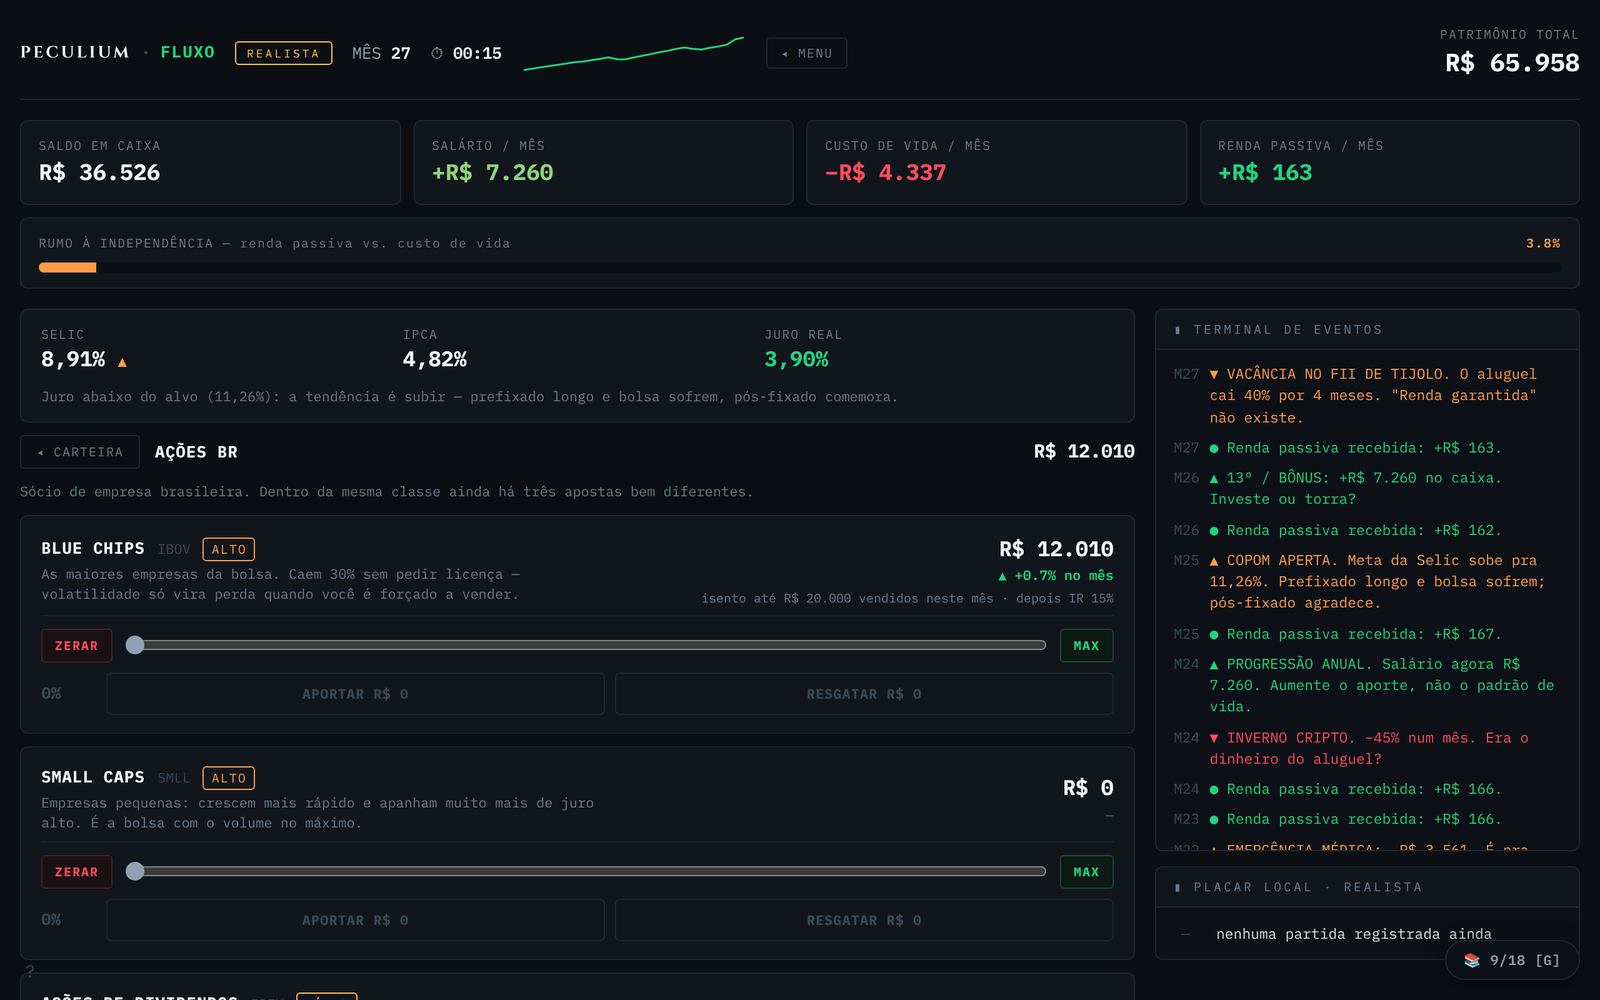 PECULIUM · FLUXO REALISTA MÊS 27 ⏱ 00:15 ◂ MENU
PATRIMÔNIO TOTAL
R$ 65.958
SALDO EM CAIXA
R$ 36.526
SALÁRIO / MÊS
+R$ 7.260
CUSTO DE VIDA / MÊS
−R$ 4.337
RENDA PASSIVA / MÊS
+R$ 163
RUMO À INDEPENDÊNCIA — renda passiva vs. custo de vida 3.8%
SELIC
8,91% ▲
IPCA
4,82%
JURO REAL
3,90%
Juro abaixo do alvo (11,26%): a tendência é subir — prefixado longo e bolsa sofrem, pós-fixado comemora.
◂ CARTEIRA AÇÕES BR R$ 12.010
Sócio de empresa brasileira. Dentro da mesma classe ainda há três apostas bem diferentes.
BLUE CHIPS IBOV ALTO
As maiores empresas da bolsa. Caem 30% sem pedir licença —
volatilidade só vira perda quando você é forçado a vender.
R$ 12.010
▲ +0.7% no mês
isento até R$ 20.000 vendidos neste mês · depois IR 15%
ZERAR MAX
0% APORTAR R$ 0 RESGATAR R$ 0
SMALL CAPS SMLL ALTO
Empresas pequenas: crescem mais rápido e apanham muito mais de juro
alto. É a bolsa com o volume no máximo.
R$ 0
—
ZERAR MAX
0% APORTAR R$ 0 RESGATAR R$ 0
?
AÇÕES DE DIVIDENDOS
▮ TERMINAL DE EVENTOS
M27 ▼ VACÂNCIA NO FII DE TIJOLO. O aluguel
cai 40% por 4 meses. "Renda garantida"
não existe.
M27 ● Renda passiva recebida: +R$ 163.
M26 ▲ 13º / BÔNUS: +R$ 7.260 no caixa.
Investe ou torra?
M26 ● Renda passiva recebida: +R$ 162.
M25 ▲ COPOM APERTA. Meta da Selic sobe pra
11,26%. Prefixado longo e bolsa sofrem;
pós-fixado agradece.
M25 ● Renda passiva recebida: +R$ 167.
M24 ▲ PROGRESSÃO ANUAL. Salário agora R$
7.260. Aumente o aporte, não o padrão de
vida.
M24 ▼ INVERNO CRIPTO. −45% num mês. Era o
dinheiro do aluguel?
M24 ● Renda passiva recebida: +R$ 166.
M23 ● Renda passiva recebida: +R$ 166.
M22 EMERGÊNCIA MÉDICA: −R$ 3.561. É pra
▮ PLACAR LOCAL · REALISTA
— nenhuma partida registrada ainda
📚 9/18 [G]